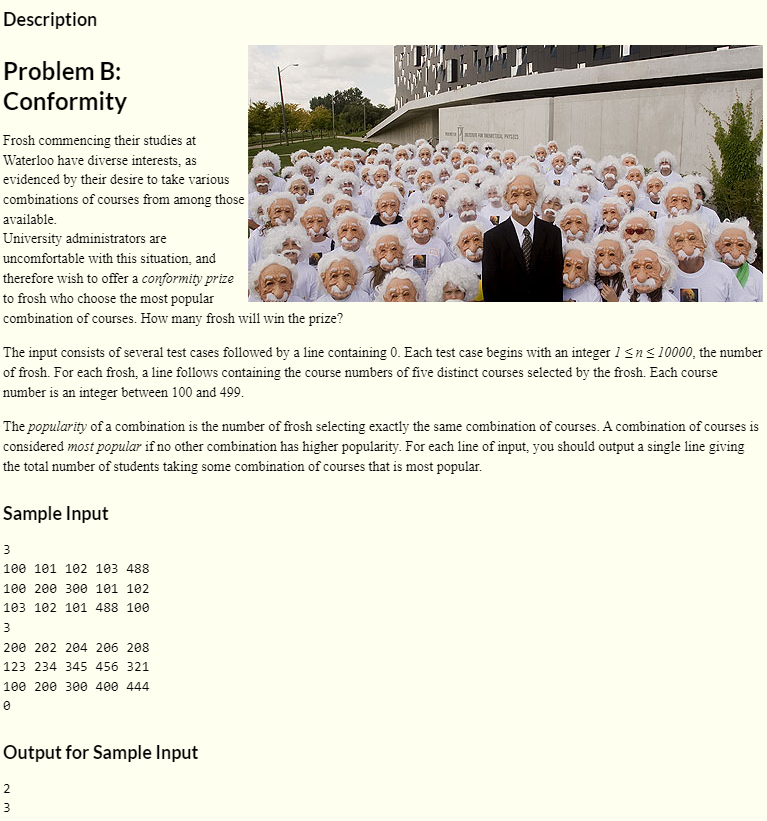 Description
Problem B:
Conformity
Frosh commencing their studies at
Waterloo have diverse interests, as
evidenced by their desire to take various
combinations of courses from among those
available.
University administrators are
uncomfortable with this situation, and
therefore wish to offer a conformity prize
to frosh who choose the most popular
combination of courses. How many frosh will win the prize?
The input consists of several test cases followed by a line containing 0. Each test case begins with an integer 1 ≤ n ≤ 10000, the number
of frosh. For each frosh, a line follows containing the course numbers of five distinct courses selected by the frosh. Each course
number is an integer between 100 and 499.
The popularity of a combination is the number of frosh selecting exactly the same combination of courses. A combination of courses is
considered most popular if no other combination has higher popularity. For each line of input, you should output a single line giving
the total number of students taking some combination of courses that is most popular.
Sample Input
3
100 101 102 103 488
100 200 300 101 102
103 102 101 488 100
3
200 202 204 206 208
123 234 345 456 321
100 200 300 400 444
0
Output for Sample Input
2
3